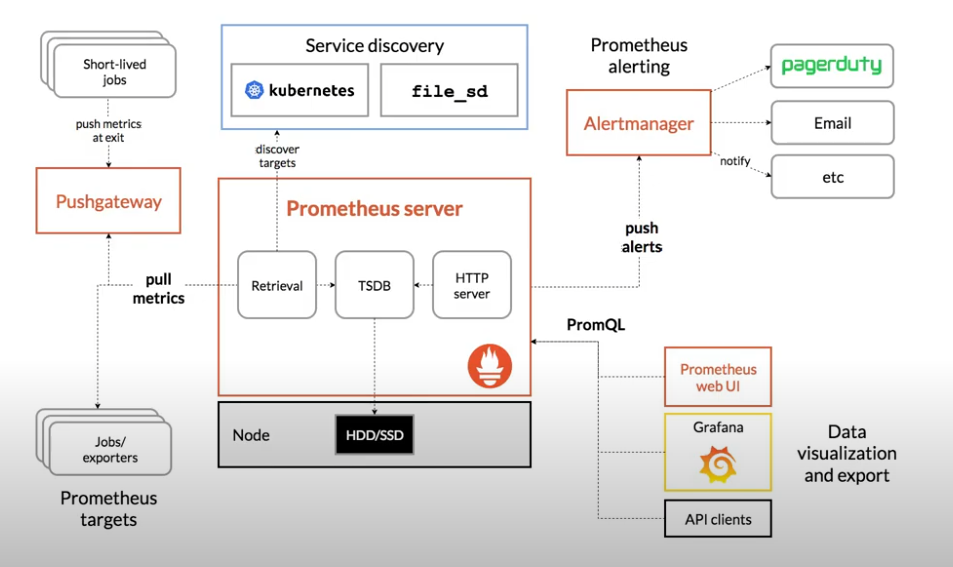 Short-lived
jobs
push metrics
at exit
Pushgateway
pull
metrics
Jobs/
exporters
Prometheus
targets
Service discovery
kubernetes
file_sd
discover
targets
Prometheus server
Retrieval
TSDB
HTTP
server
Node
HDD/SSD
Prometheus
alerting
Alertmanager
pagerduty
Email
notify
etc
push
alerts
PromQL
Prometheus
web UI
Grafana
API clients
Data
visualization
and export